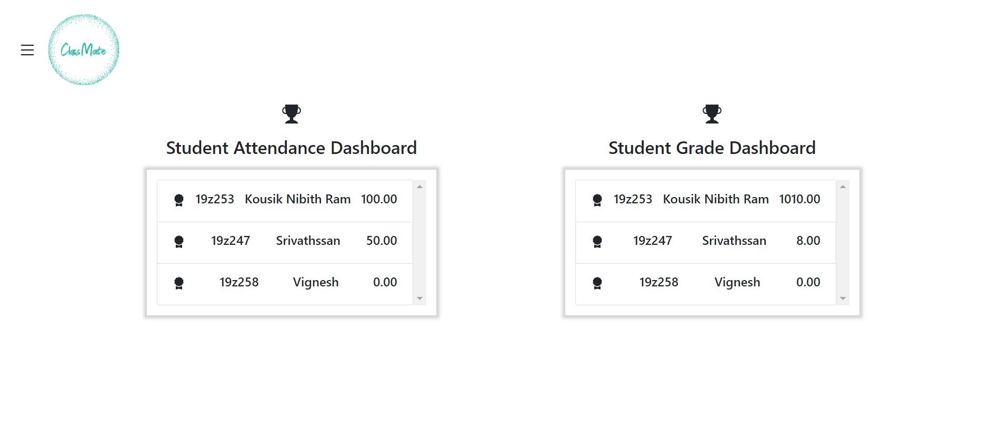 ClassMate
Student Attendance Dashboard
19z253 Kousik Nibith Ram 100.00
19z247 Srivathssan 50.00
19z258 Vignesh 0.00
Student Grade Dashboard
19z253 Kousik Nibith Ram 1010.00
19z247 Srivathssan 8.00
19z258 Vignesh 0.00